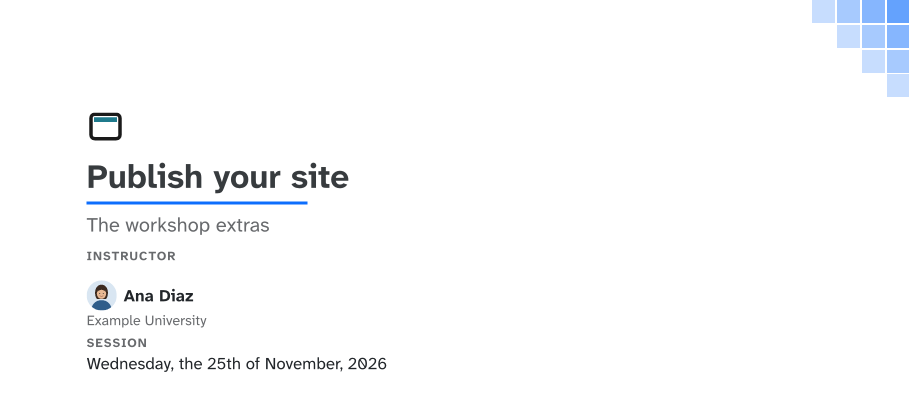 Publish your site
The workshop extras
INSTRUCTOR
Ana Diaz
Example University
SESSION
Wednesday, the 25th of November, 2026